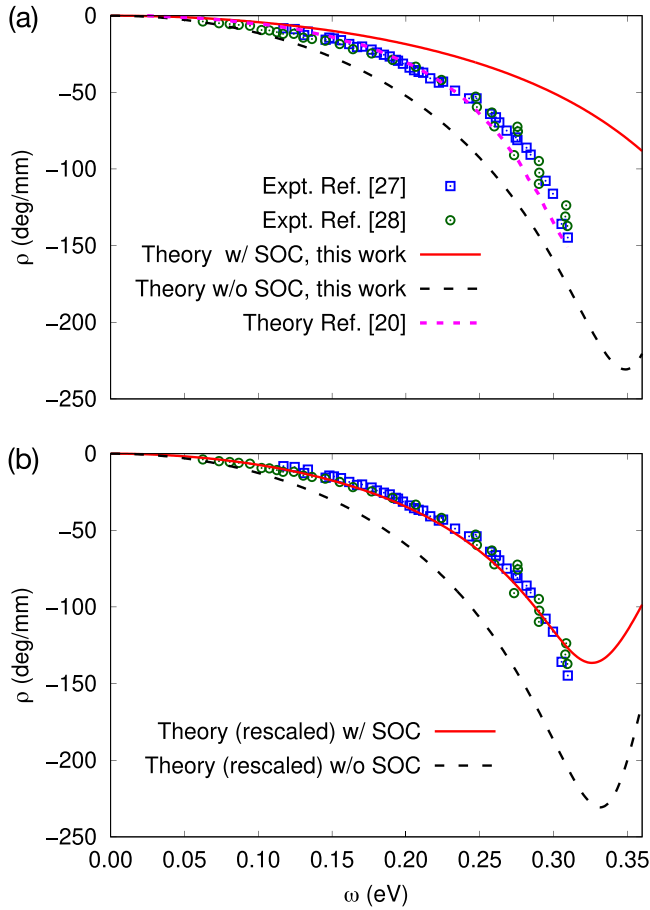 (a)
0
−50
−100
−150
−200
−250
ρ (deg/mm)
Expt. Ref. [27]
Expt. Ref. [28]
Theory w/ SOC, this work
Theory w/o SOC, this work
Theory Ref. [20]
(b)
0
−50
−100
−150
−200
−250
ρ (deg/mm)
Theory (rescaled) w/ SOC
Theory (rescaled) w/o SOC
0.00 0.05 0.10 0.15 0.20 0.25 0.30 0.35
ω (eV)